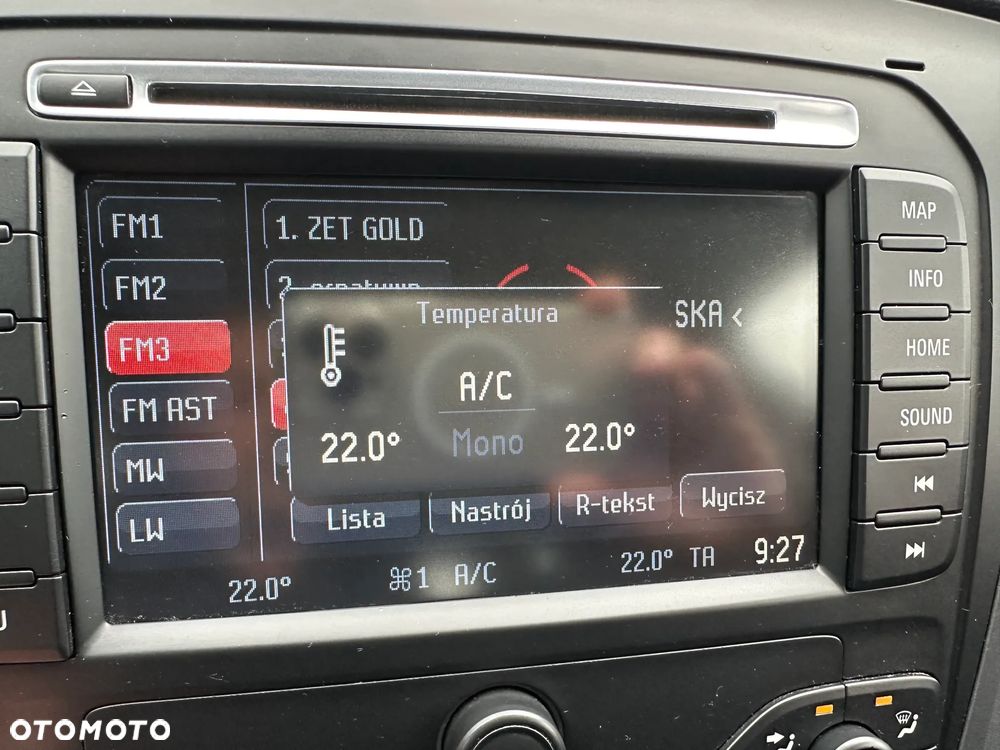 FM1
FM2
FM3
FM AST
MW
LW
1. ZET GOLD
Temperatura
SKA <
A/C
22.0°
Mono
22.0°
Lista
Nastrój
R-tekst
Wycisz
22.0°
1
A/C
22.0°
TA
9:27
MAP
INFO
HOME
SOUND
OTOMOTO